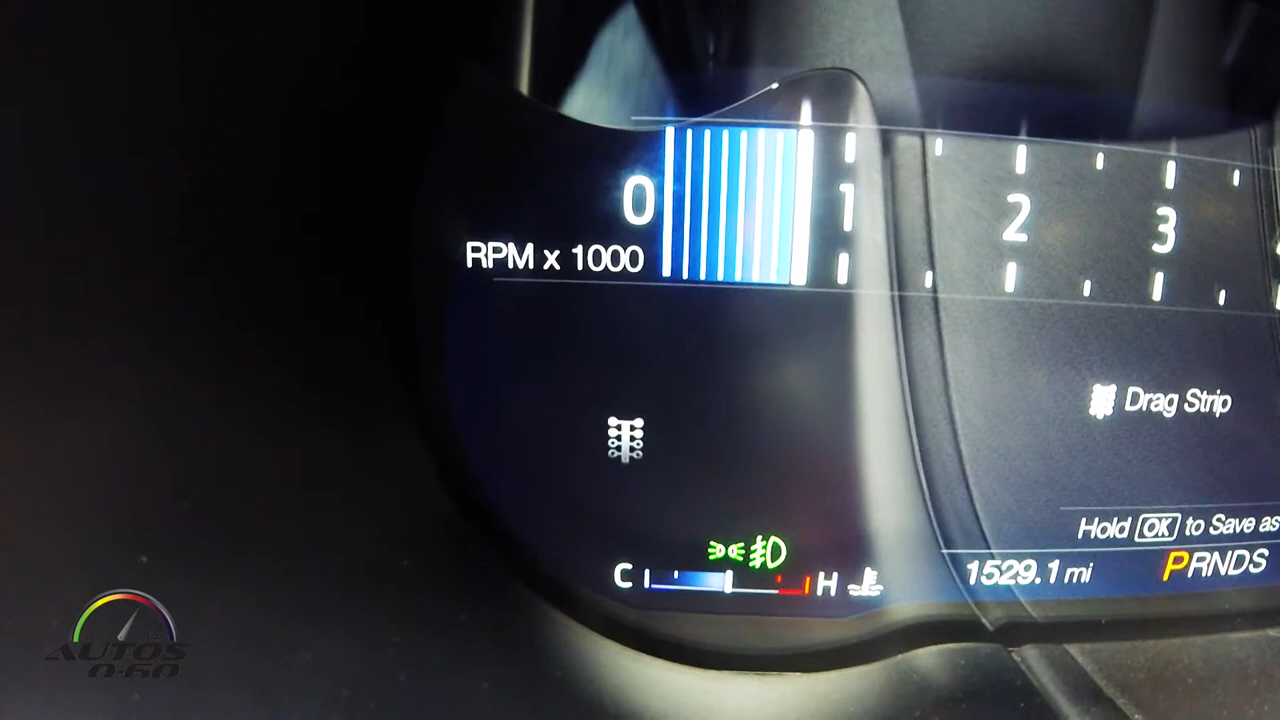 0 1 2 3
RPM x 1000
Drag Strip
Hold OK to Save as
1529.1 mi PRNDS
C H
AUTOS
0-60